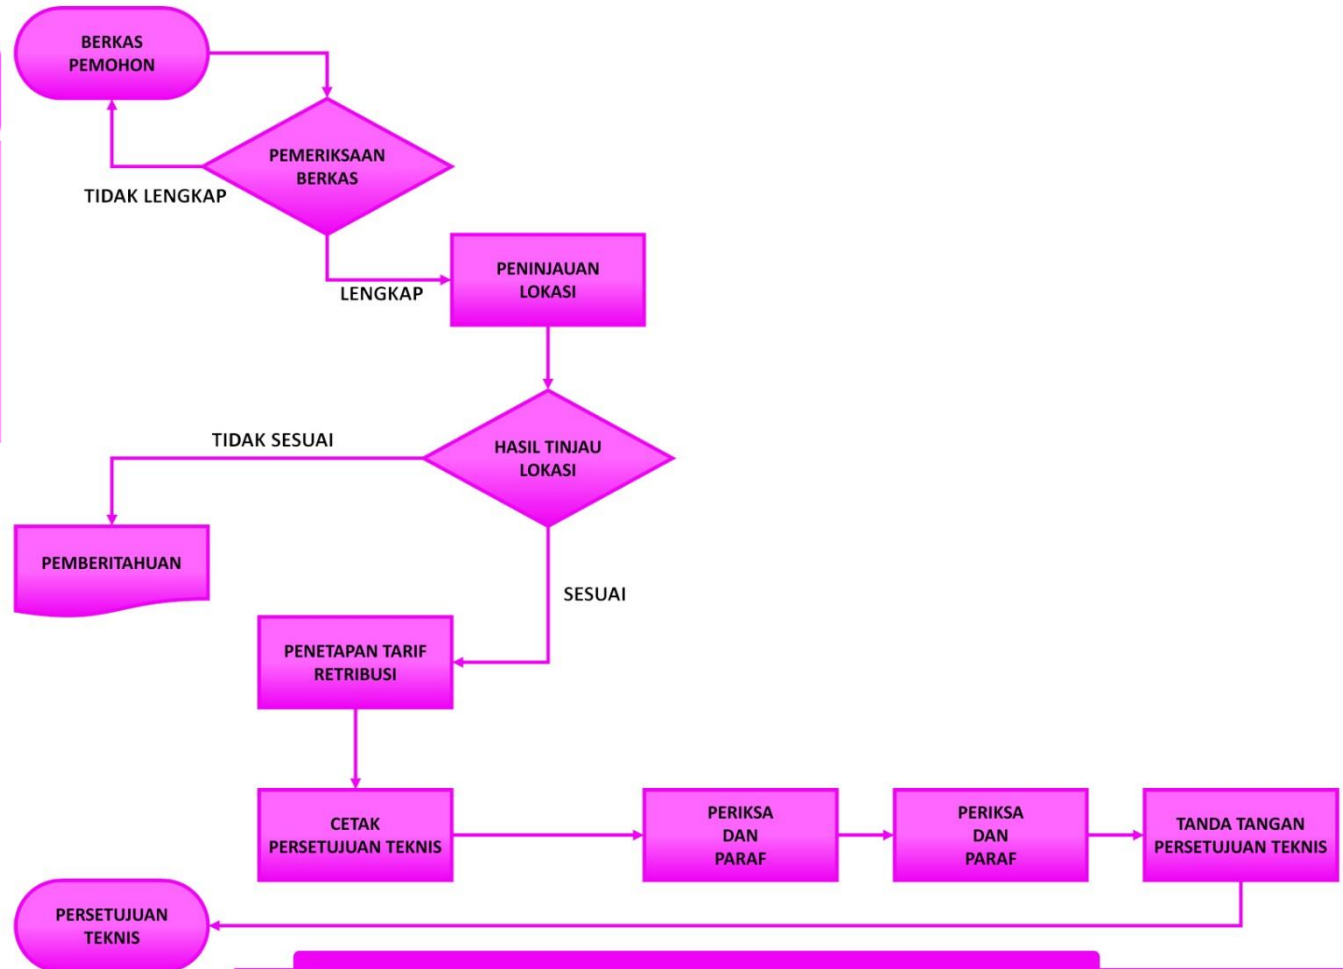 BERKAS
PEMOHON
PEMERIKSAAN
BERKAS
TIDAK LENGKAP
LENGKAP
PENINJAUAN
LOKASI
HASIL TINJAU
LOKASI
TIDAK SESUAI
PEMBERITAHUAN
SESUAI
PENETAPAN TARIF
RETRIBUSI
CETAK
PERSETUJUAN TEKNIS
PERIKSA
DAN
PARAF
PERIKSA
DAN
PARAF
TANDA TANGAN
PERSETUJUAN TEKNIS
PERSETUJUAN
TEKNIS